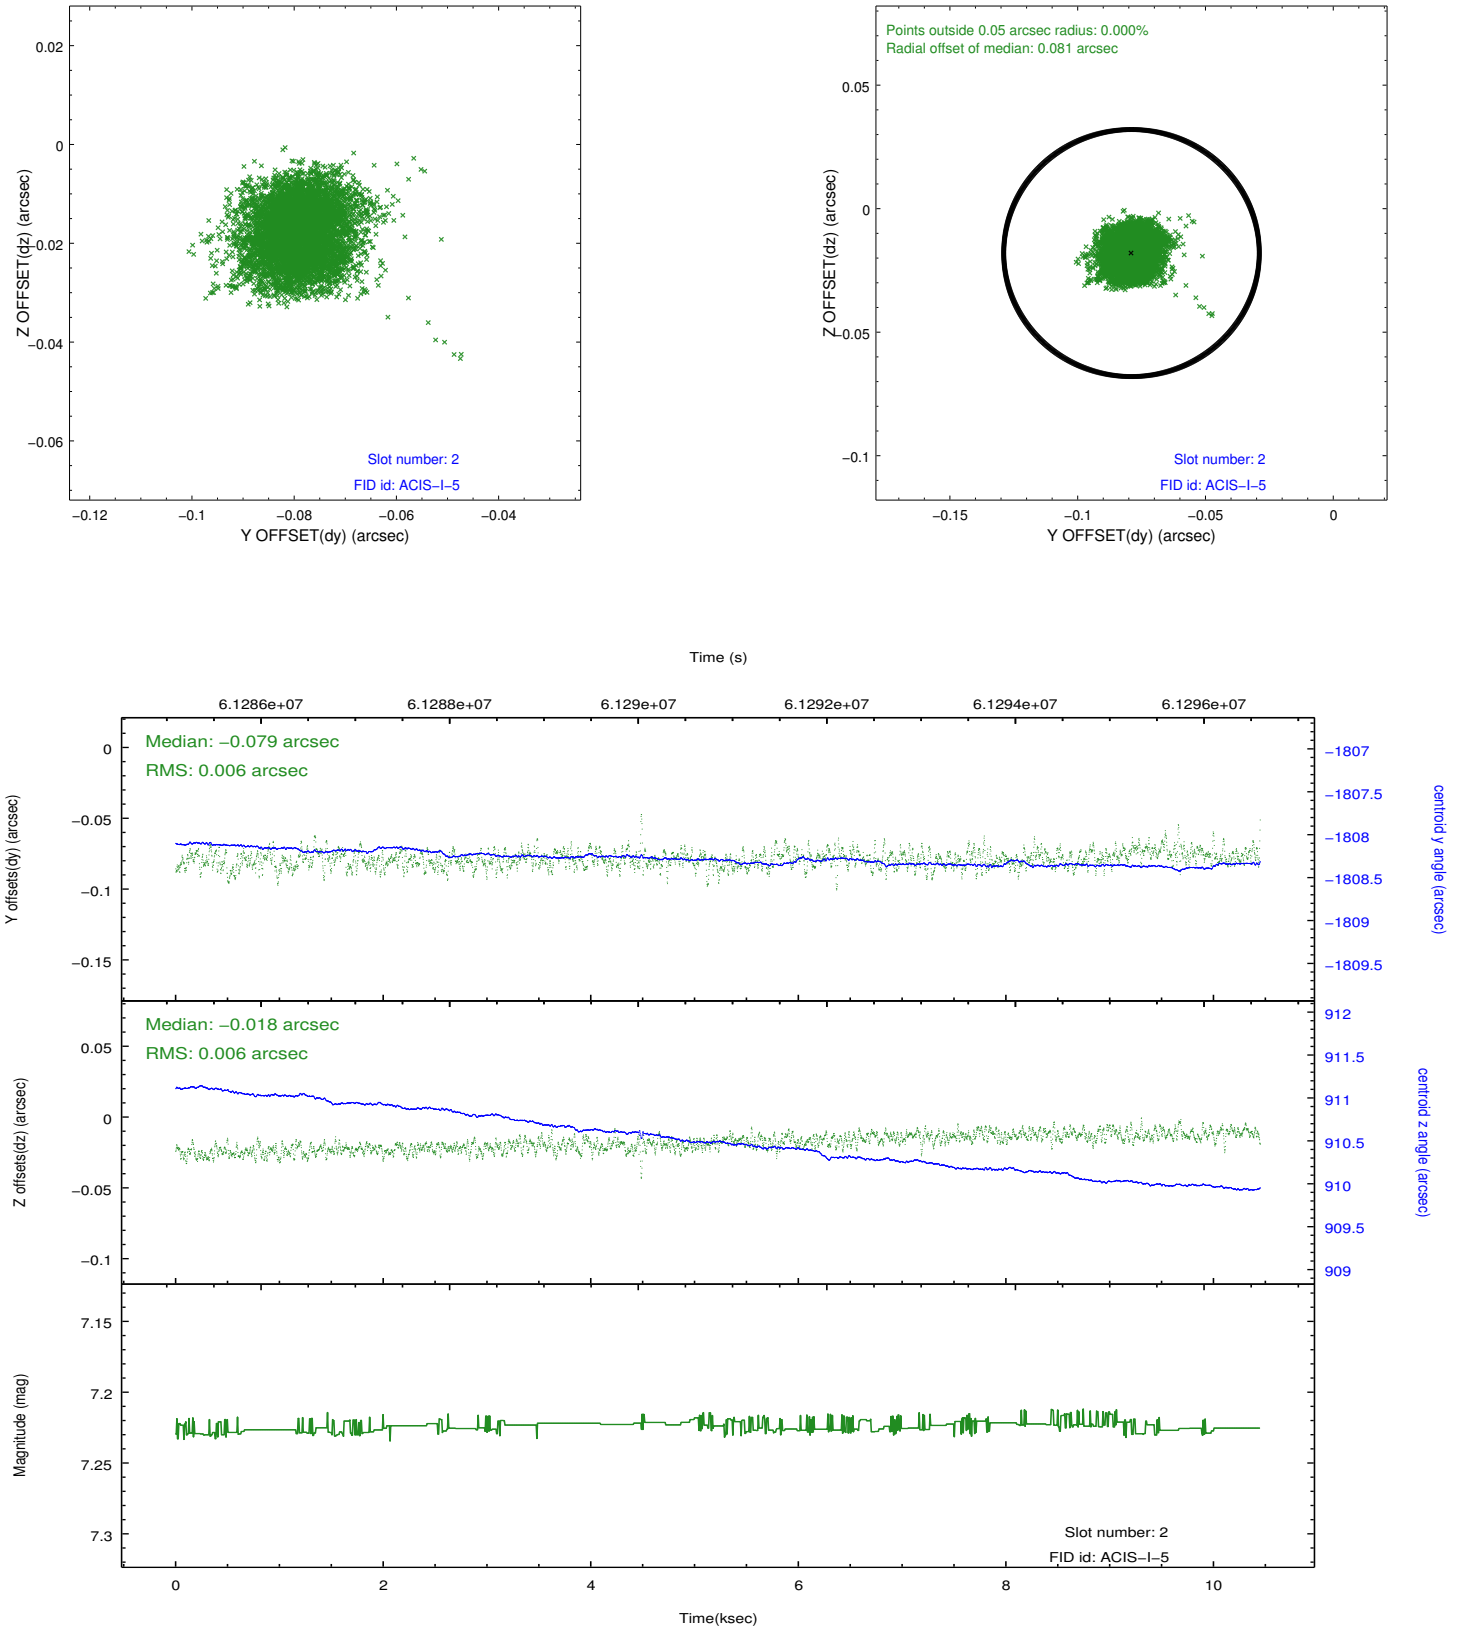 0.02
0
−0.02
−0.04
−0.06
Z OFFSET(dz) (arcsec)
Slot number: 2
FID id: ACIS−I−5
−0.12
−0.1
−0.08
−0.06
−0.04
Y OFFSET(dy) (arcsec)
Points outside 0.05 arcsec radius: 0.000%
Radial offset of median: 0.081 arcsec
0.05
0
−0.05
−0.1
Z OFFSET(dz) (arcsec)
Slot number: 2
FID id: ACIS−I−5
−0.15
−0.1
−0.05
0
Y OFFSET(dy) (arcsec)
Time (s)
6.1286e+07
6.1288e+07
6.129e+07
6.1292e+07
6.1294e+07
6.1296e+07
Median: −0.079 arcsec
RMS: 0.006 arcsec
0
−0.05
−0.1
−0.15
Y offsets(dy) (arcsec)
−1807
−1807.5
−1808
−1808.5
−1809
−1809.5
centroid y angle (arcsec)
Median: −0.018 arcsec
RMS: 0.006 arcsec
0.05
0
−0.05
−0.1
Z offsets(dz) (arcsec)
912
911.5
911
910.5
910
909.5
909
centroid z angle (arcsec)
7.15
7.2
7.25
7.3
Magnitude (mag)
Slot number: 2
FID id: ACIS−I−5
0
2
4
6
8
10
Time(ksec)